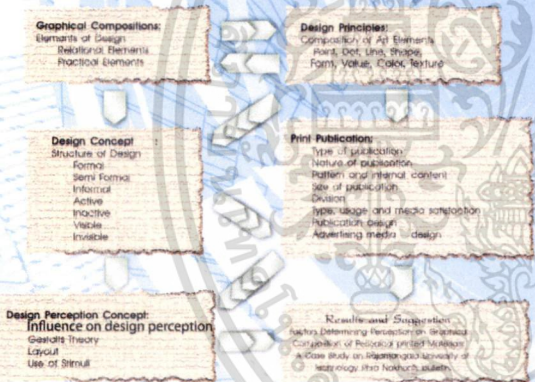 Graphical Compositions:
Elements of Design
Relational Elements
Practical Elements
Design Principles:
Composition of Art Elements
Point, Dot, Line, Shape,
Form, Value, Color, Texture
Design Concept :
Structure of Design
Formal
Semi Formal
Informal
Active
Inactive
Visible
Invisible
Print Publication:
Type of publication
Nature of publication
Pattern and internal content
Size of publication
Division
Type, usage and media satisfaction
Publication design
Advertising media design
Design Perception Concept:
Influence on design perception
Gestalts Theory
Layout
Use of Stimuli
Results and Suggestion
Factors Determining Perception on Graphical
Composition of Periodical printed Materials
A Case Study on Rajamangala University of
Technology Phra Nakhon's bulletin